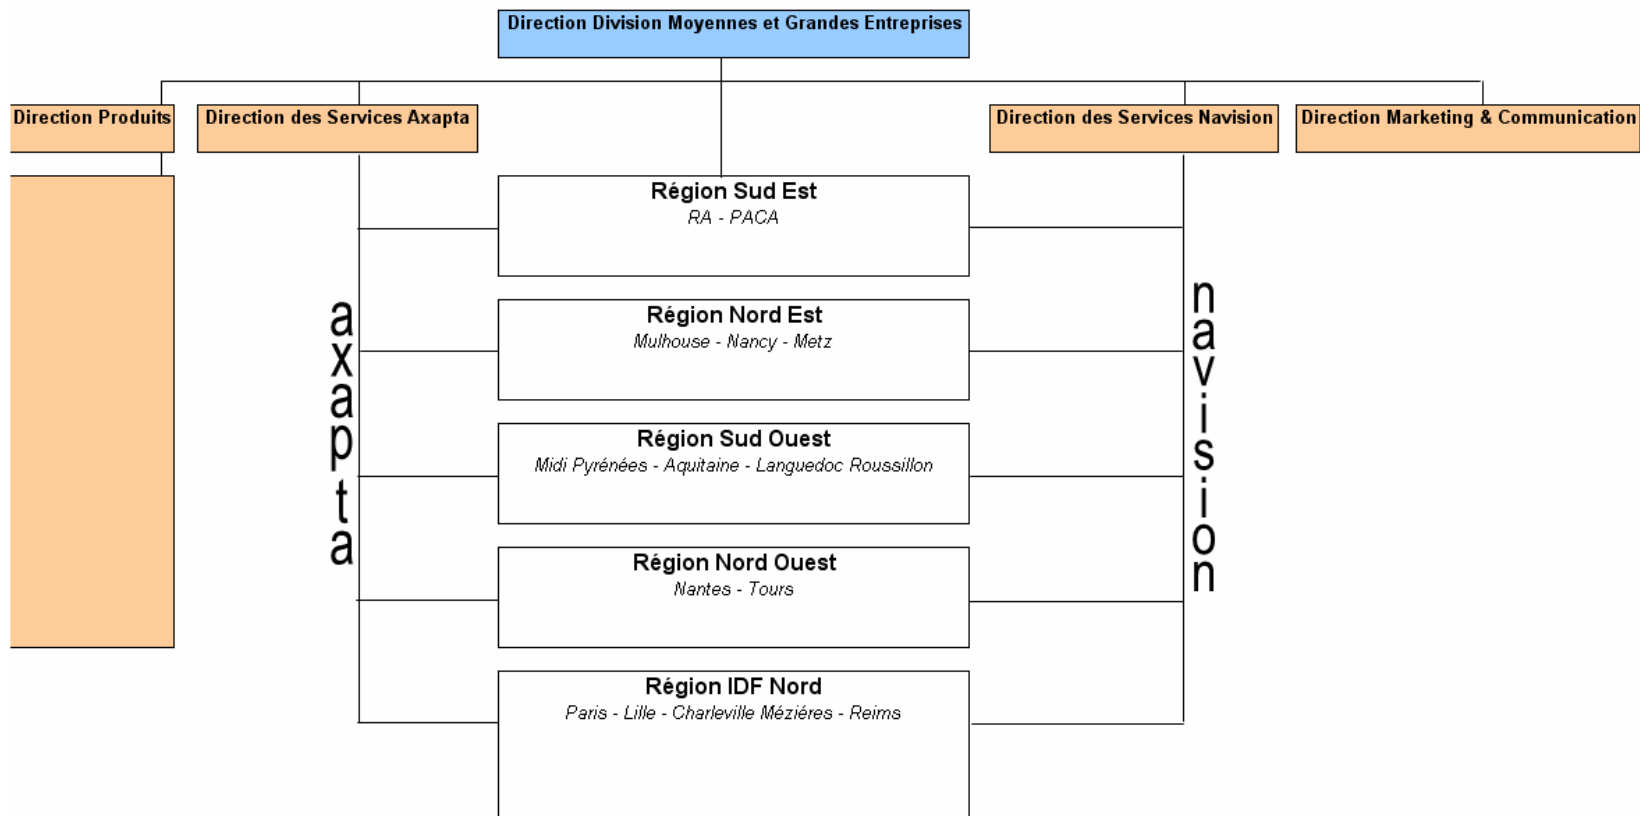 Direction Division Moyennes et Grandes Entreprises
Direction Produits
Direction des Services Axapta
Direction des Services Navision
Direction Marketing & Communication
Région Sud Est
RA - PACA
Région Nord Est
Mulhouse - Nancy - Metz
Région Sud Ouest
Midi Pyrénées - Aquitaine - Languedoc Roussillon
Région Nord Ouest
Nantes - Tours
Région IDF Nord
Paris - Lille - Charleville Méziéres - Reims
axapta
navision